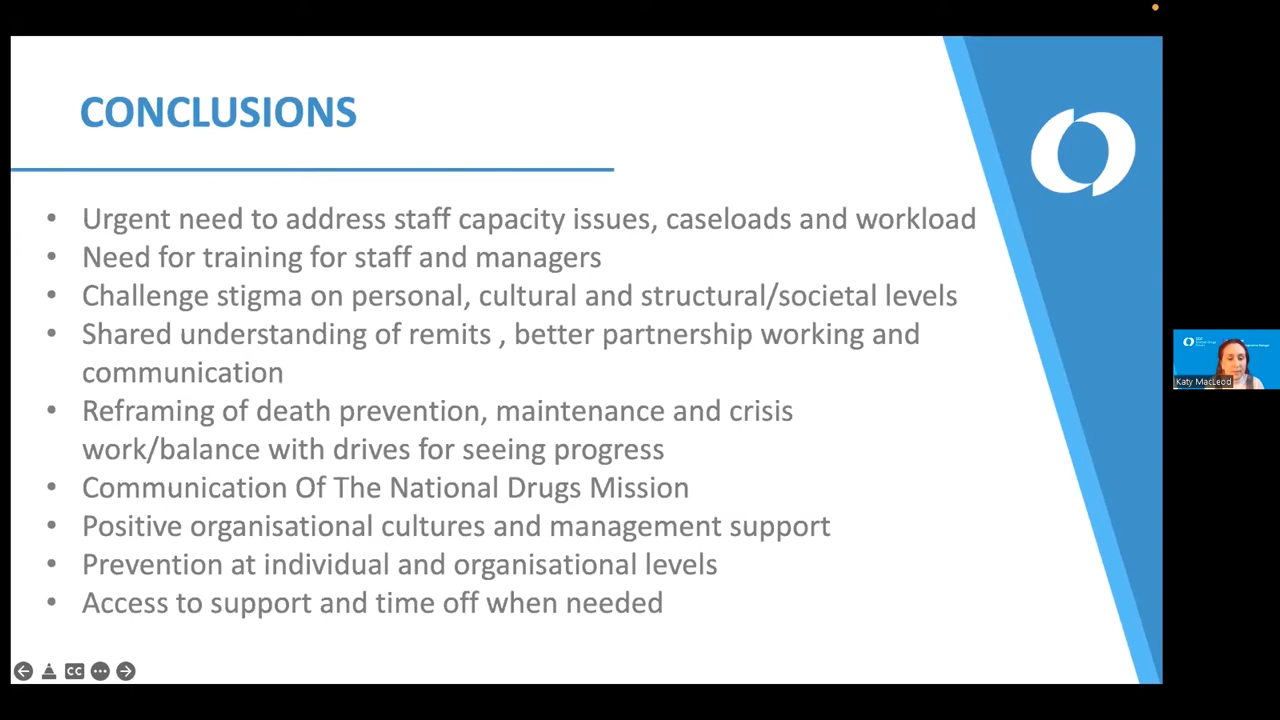 CONCLUSIONS
• Urgent need to address staff capacity issues, caseloads and workload
• Need for training for staff and managers
• Challenge stigma on personal, cultural and structural/societal levels
• Shared understanding of remits , better partnership working and
communication
• Reframing of death prevention, maintenance and crisis
work/balance with drives for seeing progress
• Communication Of The National Drugs Mission
• Positive organisational cultures and management support
• Prevention at individual and organisational levels
• Access to support and time off when needed
CC
Katy MacLeod